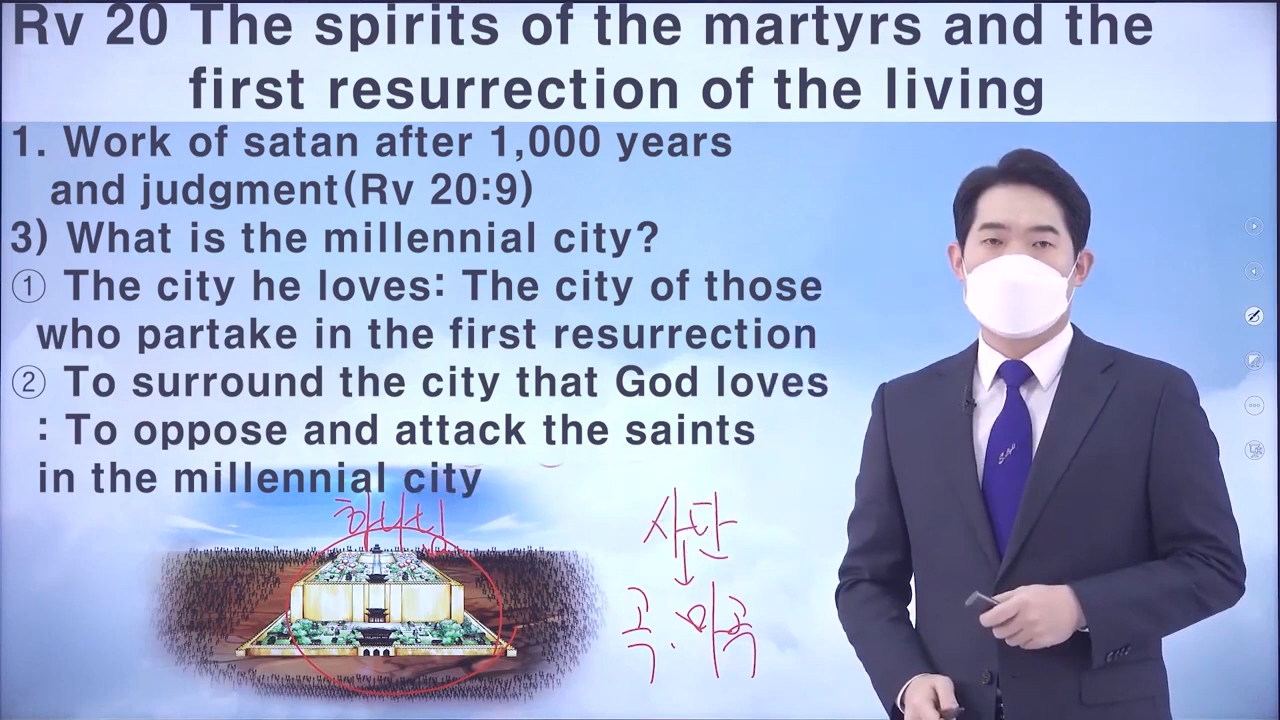 Rv 20 The spirits of the martyrs and the
first resurrection of the living
1. Work of satan after 1,000 years
and judgment(Rv 20:9)
3) What is the millennial city?
① The city he loves: The city of those
who partake in the first resurrection
② To surround the city that God loves
: To oppose and attack the saints
in the millennial city
하나님
사단
곡·마곡